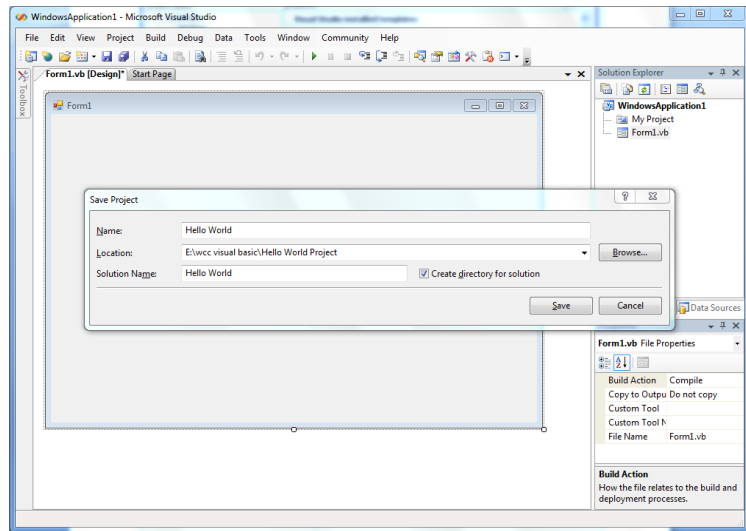 WindowsApplication1 - Microsoft Visual Studio
File Edit View Project Build Debug Data Tools Window Community Help
Form1.vb [Design]* Start Page
Toolbox
Form1
Solution Explorer
WindowsApplication1
My Project
Form1.vb
Save Project
Name: Hello World
Location: E:\wcc visual basic\Hello World Project Browse...
Solution Name: Hello World Create directory for solution
Save Cancel
Data Sources
Form1.vb File Properties
Build Action Compile
Copy to Outpu Do not copy
Custom Tool
Custom Tool N
File Name Form1.vb
Build Action
How the file relates to the build and
deployment processes.